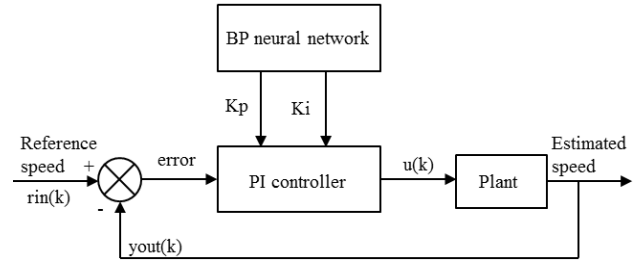 BP neural network
Kp
Ki
Reference
speed
+
error
PI controller
u(k)
Plant
Estimated
speed
rin(k)
-
yout(k)